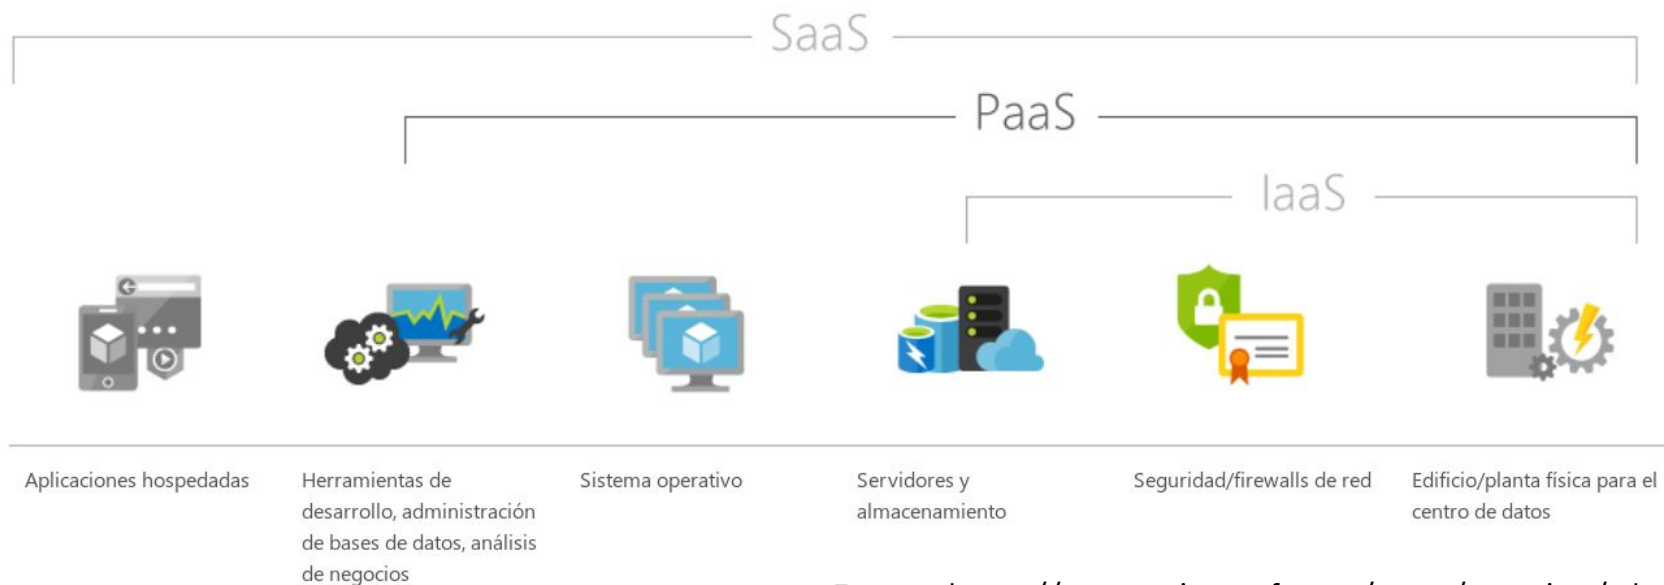 SaaS
PaaS
IaaS
Aplicaciones hospedadas
Herramientas de
desarrollo, administración
de bases de datos, análisis
de negocios
Sistema operativo
Servidores y
almacenamiento
Seguridad/firewalls de red
Edificio/planta física para el
centro de datos